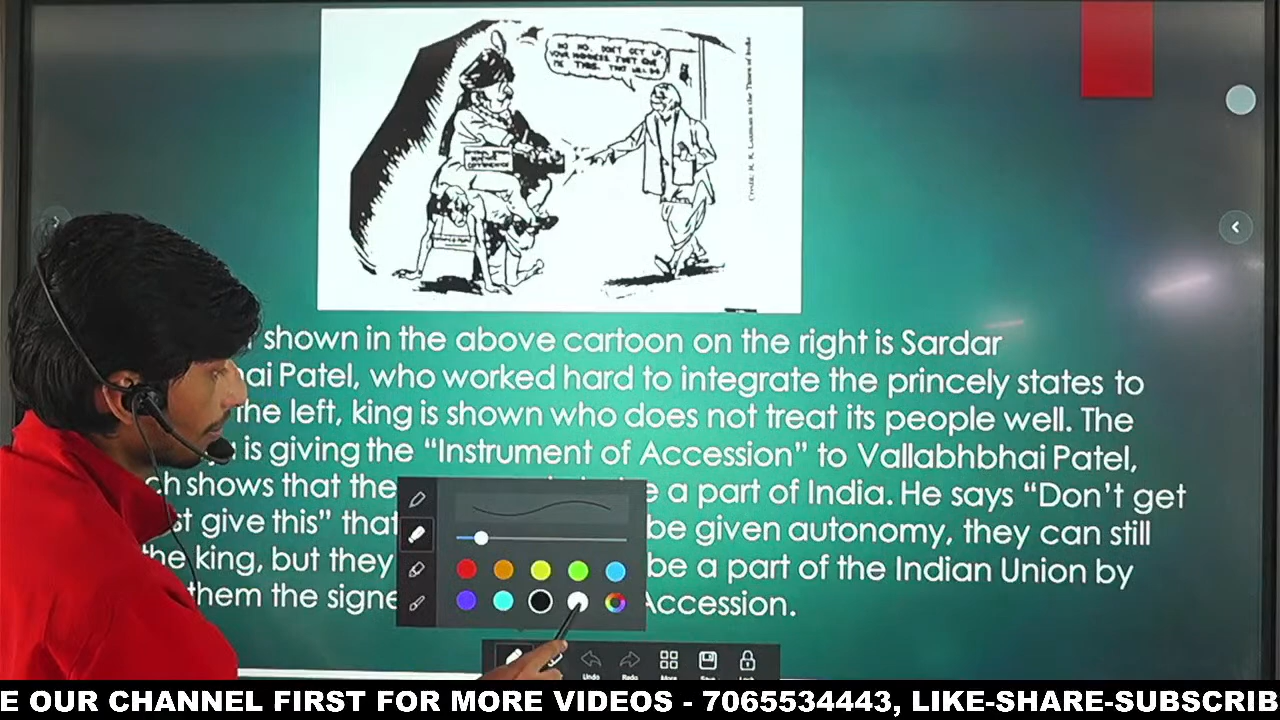 NO NO. DON'T GET UP,
YOUR HIGHNESS. JUST GIVE
ME THIS. THAT WILL DO
Credit: R. K. Laxman in the Times of India
shown in the above cartoon on the right is Sardar
hai Patel, who worked hard to integrate the princely states to
he left, king is shown who does not treat its people well. The
is giving the “Instrument of Accession” to Vallabhbhai Patel,
ch shows that the e a part of India. He says “Don't get
st give this” that be given autonomy, they can still
he king, but they be a part of the Indian Union by
them the signe Accession.
Undo Redo More Lock
E OUR CHANNEL FIRST FOR MORE VIDEOS - 7065534443, LIKE-SHARE-SUBSCRIB